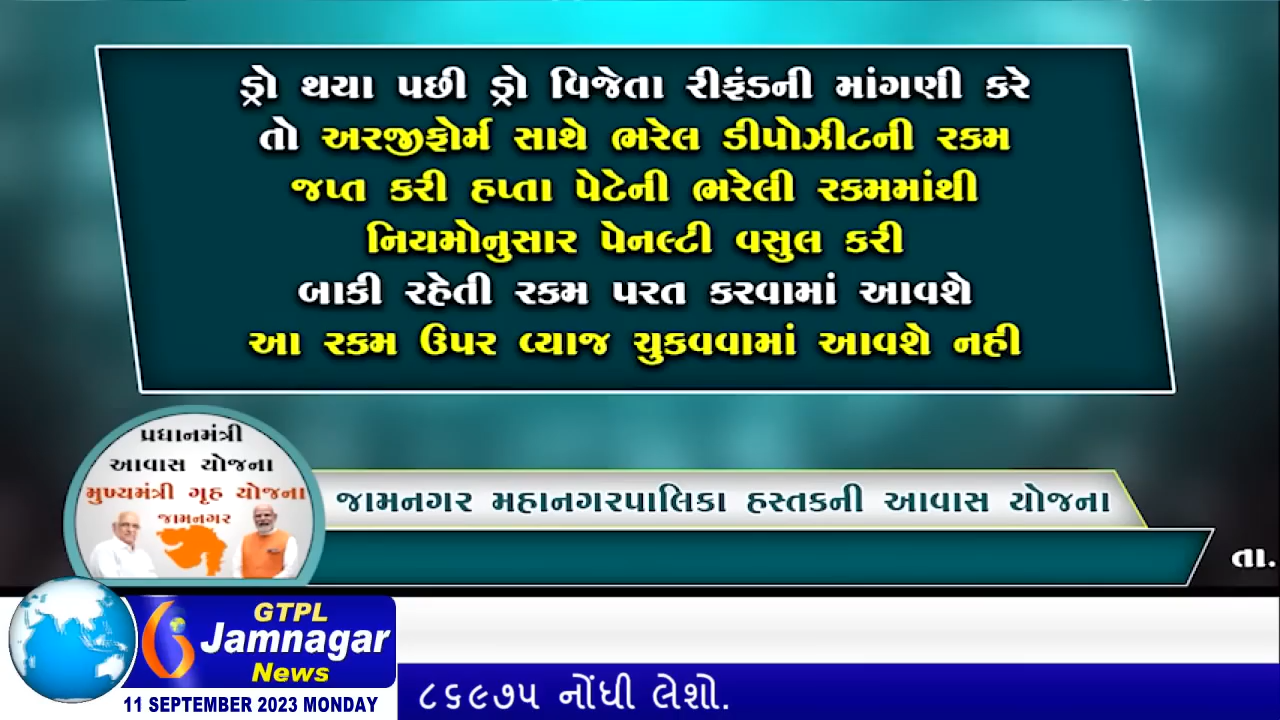 ડ્રો થયા પછી ડ્રો વિજેતા રીફંડની માંગણી કરે
તો અરજીફોર્મ સાથે ભરેલ ડીપોઝીટની રકમ
જપ્ત કરી હપ્તા પેટેની ભરેલી રકમમાંથી
નિયમોનુસાર પેનલ્ટી વસુલ કરી
બાકી રહેતી રકમ પરત કરવામાં આવશે
આ રકમ ઉપર વ્યાજ ચુકવવામાં આવશે નહી
પ્રધાનમંત્રી
આવાસ યોજના
મુખ્યમંત્રી ગૃહ યોજના
જામનગર
જામનગર મહાનગરપાલિકા હસ્તકની આવાસ યોજના
તા.
GTPL
Jamnagar
News
11 SEPTEMBER 2023 MONDAY
૮૬૯૭૫ નોંધી લેશો.